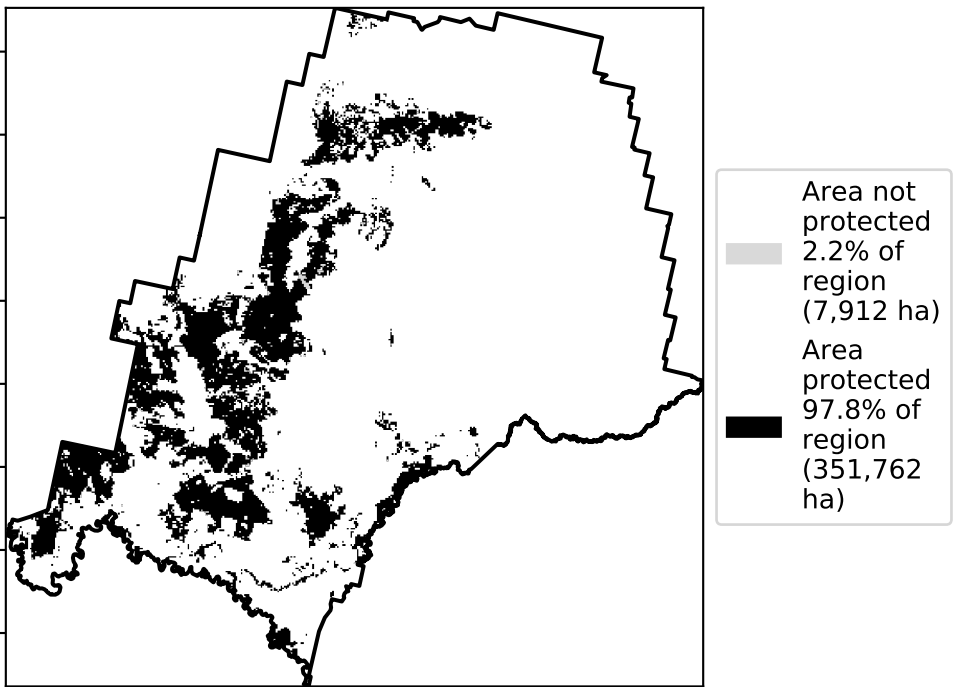 Area not
protected
2.2% of
region
(7,912 ha)
Area
protected
97.8% of
region
(351,762
ha)